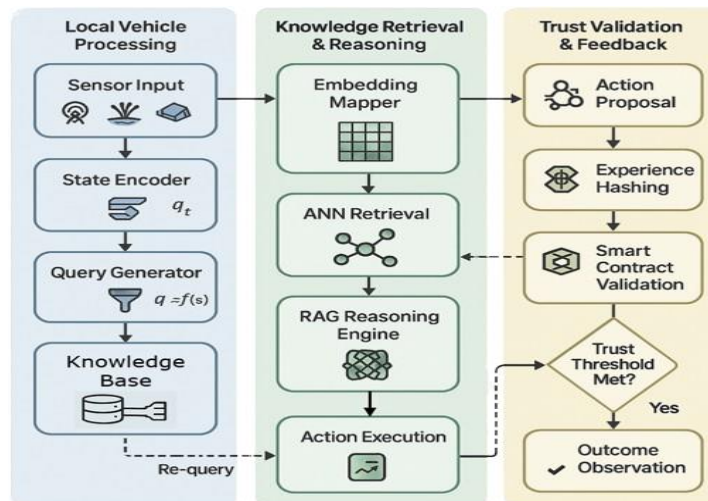 Local Vehicle
Processing
Sensor Input
State Encoder
qt
Query Generator
q =f(s)
Knowledge
Base
Re-query
Knowledge Retrieval
& Reasoning
Embedding
Mapper
ANN Retrieval
RAG Reasoning
Engine
Action Execution
Trust Validation
& Feedback
Action
Proposal
Experience
Hashing
Smart
Contract
Validation
Trust
Threshold
Met?
Yes
Outcome
Observation